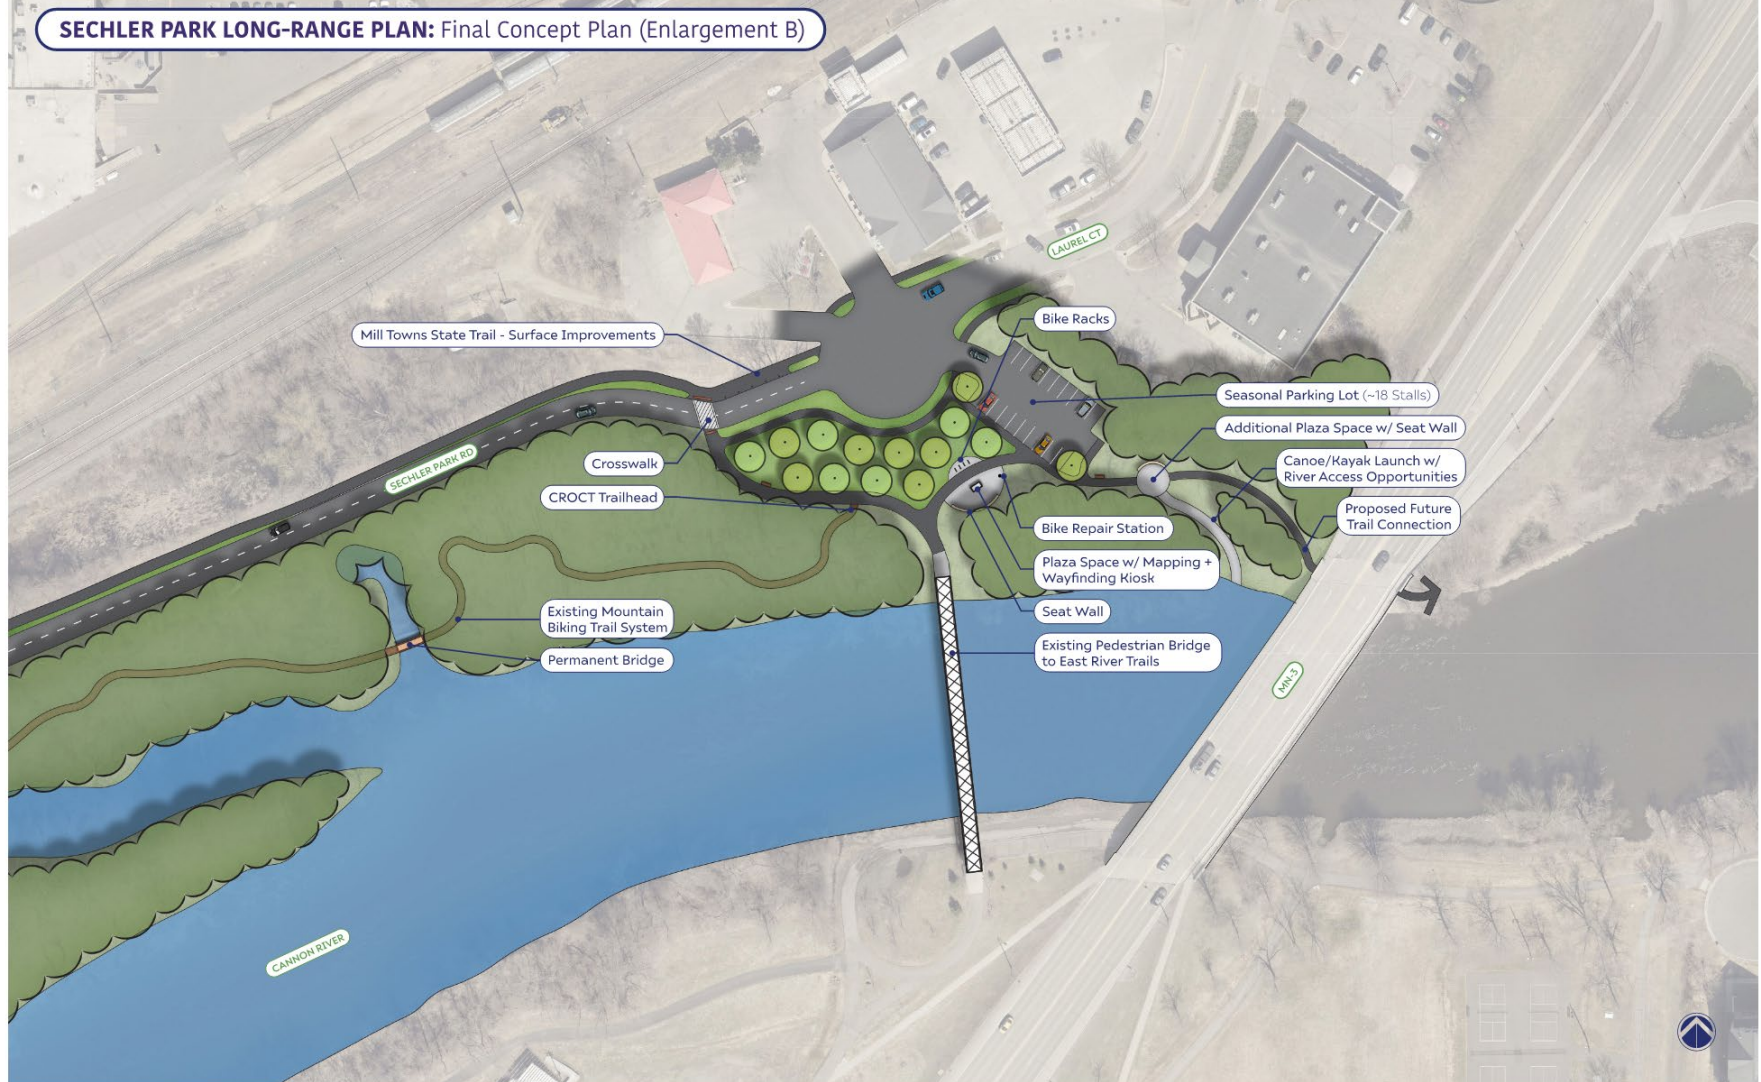 SECHLER PARK LONG-RANGE PLAN: Final Concept Plan (Enlargement B)
LAUREL CT
Bike Racks
Mill Towns State Trail - Surface Improvements
Seasonal Parking Lot (~18 Stalls)
Additional Plaza Space w/ Seat Wall
SECHLER PARK RD
Crosswalk
Canoe/Kayak Launch w/
River Access Opportunities
CROCT Trailhead
Proposed Future
Trail Connection
Bike Repair Station
Plaza Space w/ Mapping +
Wayfinding Kiosk
Existing Mountain
Biking Trail System
Seat Wall
Permanent Bridge
Existing Pedestrian Bridge
to East River Trails
MN-3
CANNON RIVER